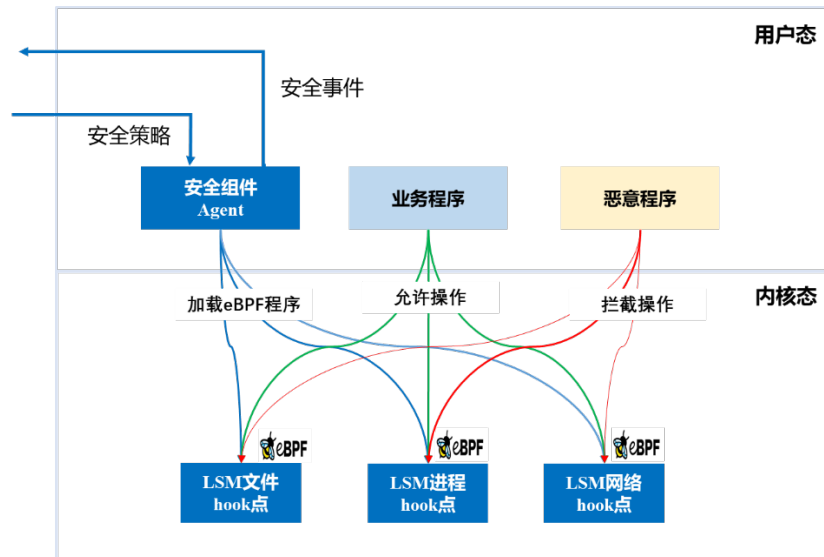 用户态
安全事件
安全策略
安全组件
Agent
业务程序
恶意程序
内核态
加载eBPF程序
允许操作
拦截操作
eBPF
eBPF
eBPF
LSM文件
hook点
LSM进程
hook点
LSM网络
hook点